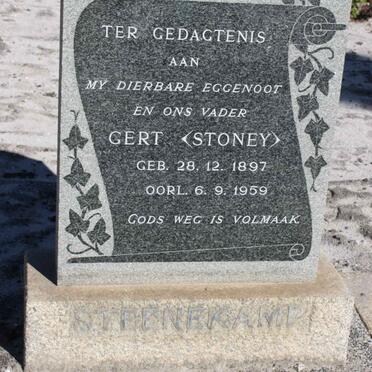 TER GEDAGTENIS
AAN
MY DIERBARE EGGENOOT
EN ONS VADER
GERT <STONEY>
GEB. 28. 12. 1897
OORL. 6. 9. 1959
GODS WEG IS VOLMAAK.
STEENEKAMP